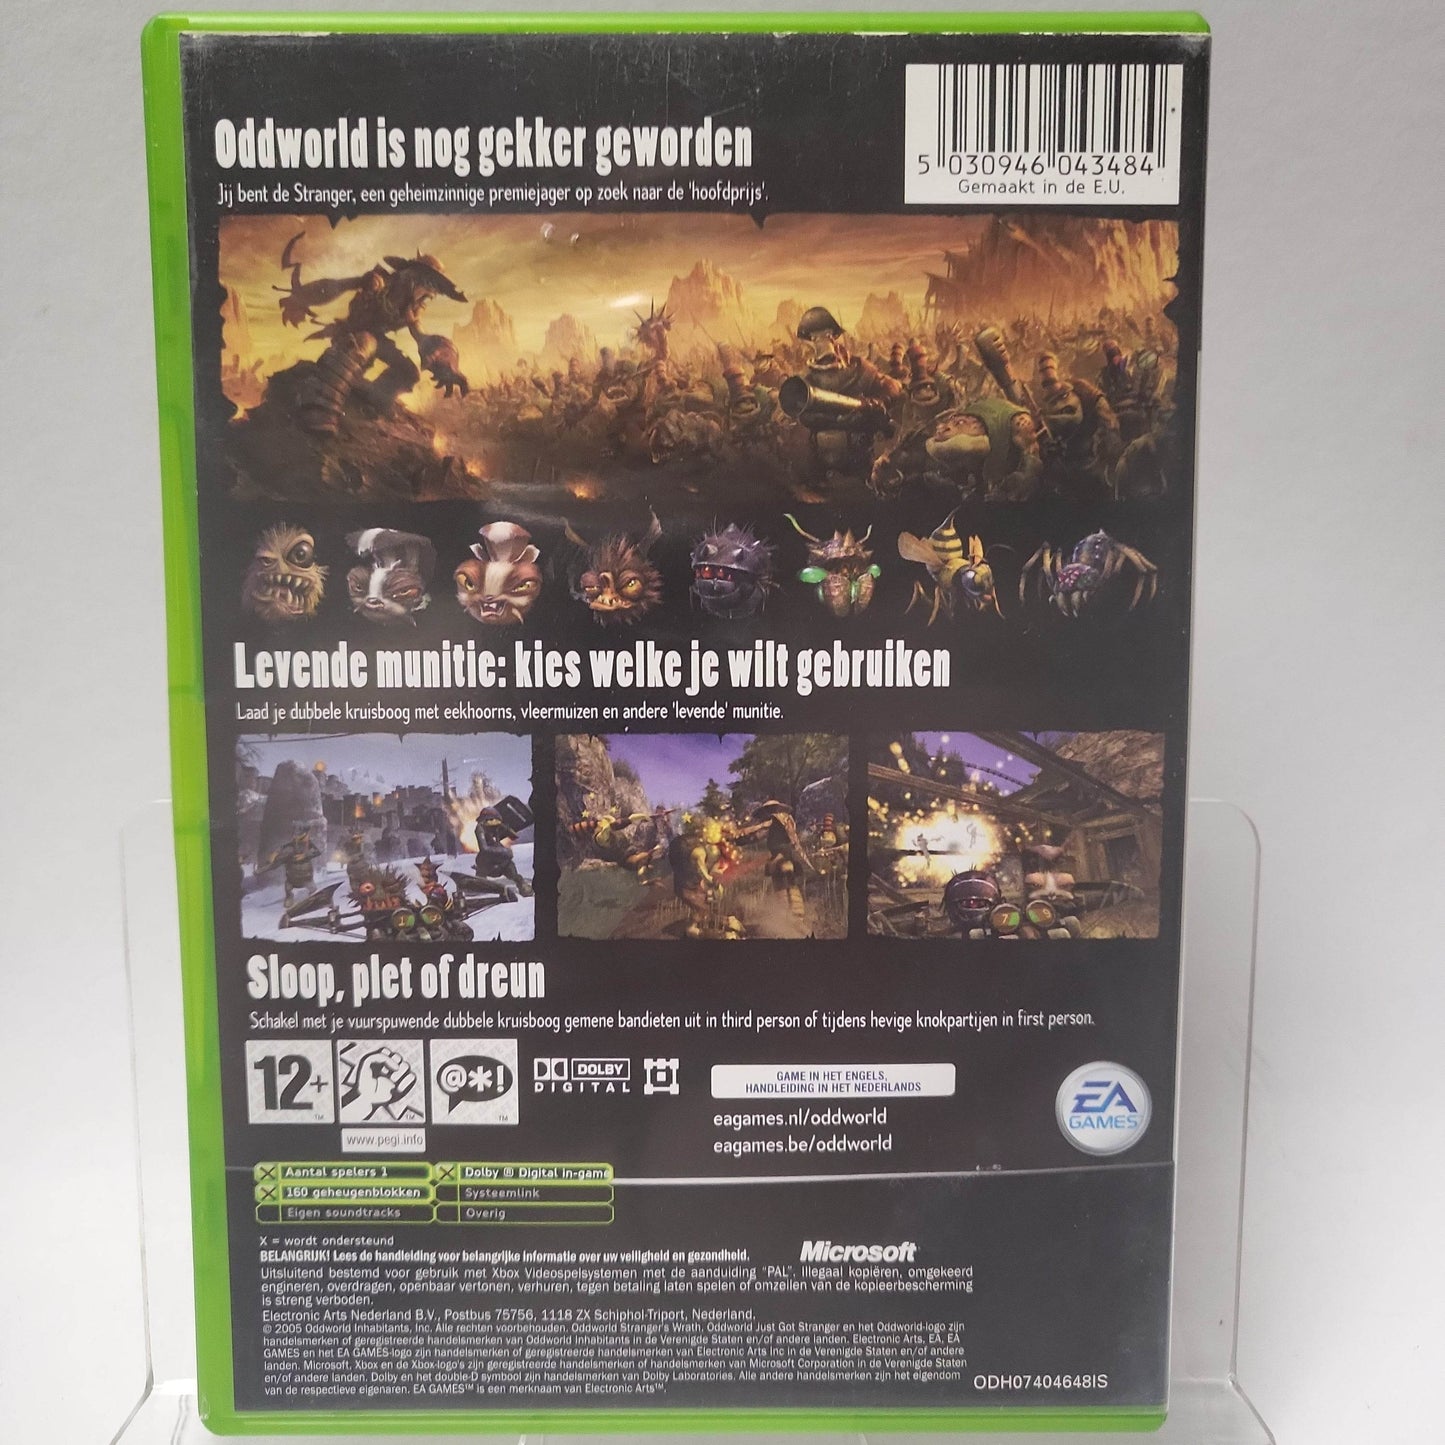 Oddworld is nog gekker geworden
Jij bent de Stranger, een geheimzinnige premiejager op zoek naar de 'hoofdprijs'.
5 030946 043484
Gemaakt in de E.U.
Levende munitie: kies welke je wilt gebruiken
Laad je dubbele kruisboog met eekhoorns, vleermuizen en andere 'levende' munitie.
Sloop, plet of dreun
Schakel met je vuurspuwende dubbele kruisboog gemene bandieten uit in third person of tijdens hevige knokpartijen in first person.
12+
@*!
www.pegi.info
DOLBY
DIGITAL
GAME IN HET ENGELS,
HANDLEIDING IN HET NEDERLANDS
eagames.nl/oddworld
eagames.be/oddworld
EA
GAMES
X Aantal spelers 1
X Dolby ® Digital in-game
X 160 geheugenblokken
Systeemlink
Eigen soundtracks
Overig
X = wordt ondersteund
BELANGRIJK! Lees de handleiding voor belangrijke informatie over uw veiligheid en gezondheid.
Microsoft
Uitsluitend bestemd voor gebruik met Xbox Videospelsystemen met de aanduiding "PAL". Illegaal kopiëren, omgekeerd
engineren, overdragen, openbaar vertonen, verhuren, tegen betaling laten spelen of omzeilen van de kopieerbescherming
is streng verboden.
Electronic Arts Nederland B.V., Postbus 75756, 1118 ZX Schiphol-Triport, Nederland.
© 2005 Oddworld Inhabitants, Inc. Alle rechten voorbehouden. Oddworld Stranger's Wrath, Oddworld Just Got Stranger en het Oddworld-logo zijn
handelsmerken of geregistreerde handelsmerken van Oddworld Inhabitants in de Verenigde Staten en/of andere landen. Electronic Arts, EA, EA
GAMES en het EA GAMES-logo zijn handelsmerken of geregistreerde handelsmerken van Electronic Arts Inc in de Verenigde Staten en/of andere
landen. Microsoft, Xbox en de Xbox-logo's zijn geregistreerde handelsmerken of handelsmerken van Microsoft Corporation in de Verenigde Staten
en/of andere landen. Dolby en het double-D symbool zijn handelsmerken van Dolby Laboratories. Alle andere handelsmerken zijn het eigendom
van de respectieve eigenaren. EA GAMES™ is een merknaam van Electronic Arts™.
ODH07404648IS